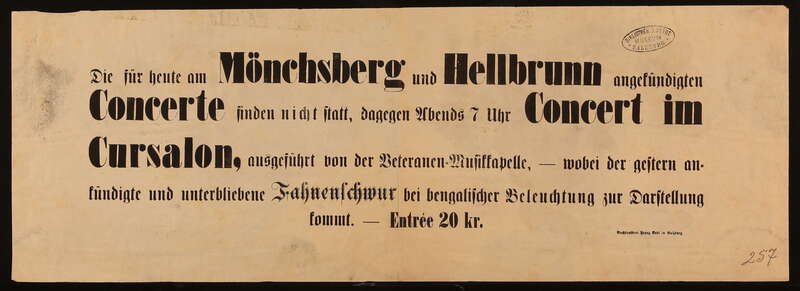 Die für heute am Mönchsberg und Hellbrunn angekündigten
Concerte finden nicht statt, dagegen Abends 7 Uhr Concert im
Cursalon, ausgeführt von der Veteranen-Musikkapelle, — wobei der gestern an-
kündigte und unterbliebene Fahnenschwur bei bengalischer Beleuchtung zur Darstellung
kommt. — Entrée 20 kr.
257